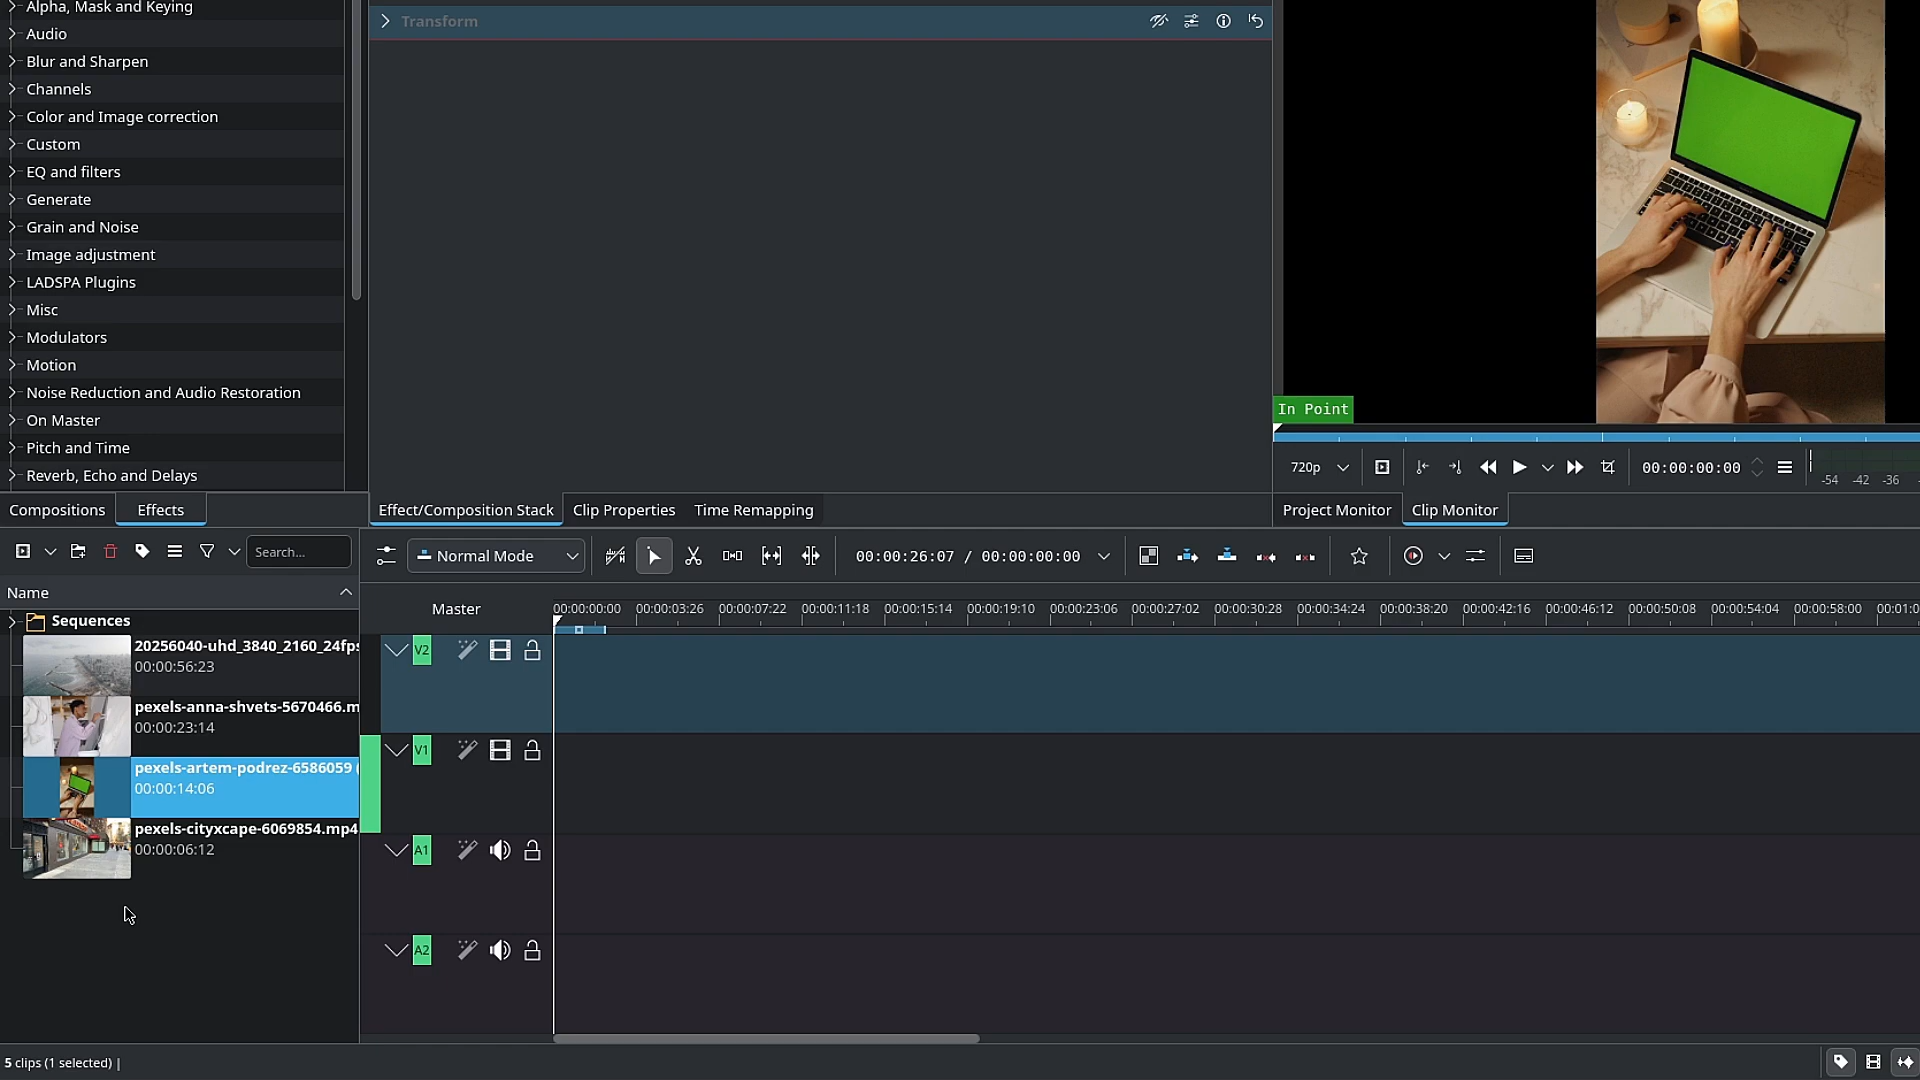 Alpha, Mask and Keying
Audio
Blur and Sharpen
Channels
Color and Image correction
Custom
EQ and filters
Generate
Grain and Noise
Image adjustment
LADSPA Plugins
Misc
Modulators
Motion
Noise Reduction and Audio Restoration
On Master
Pitch and Time
Reverb, Echo and Delays
Compositions Effects
Transform
Effect/Composition Stack Clip Properties Time Remapping
In Point
720p 00:00:00:00 -54 -42 -36
Project Monitor Clip Monitor
Search...
Normal Mode 00:00:26:07 / 00:00:00:00
Name
Sequences
20256040-uhd_3840_2160_24fps
00:00:56:23
pexels-anna-shvets-5670466.m
00:00:23:14
pexels-artem-podrez-6586059 (
00:00:14:06
pexels-cityxcape-6069854.mp4
00:00:06:12
Master 00:00:00:00 00:00:03:26 00:00:07:22 00:00:11:18 00:00:15:14 00:00:19:10 00:00:23:06 00:00:27:02 00:00:30:28 00:00:34:24 00:00:38:20 00:00:42:16 00:00:46:12 00:00:50:08 00:00:54:04 00:00:58:00 00:01:0
V2
V1
A1
A2
5 clips (1 selected) |